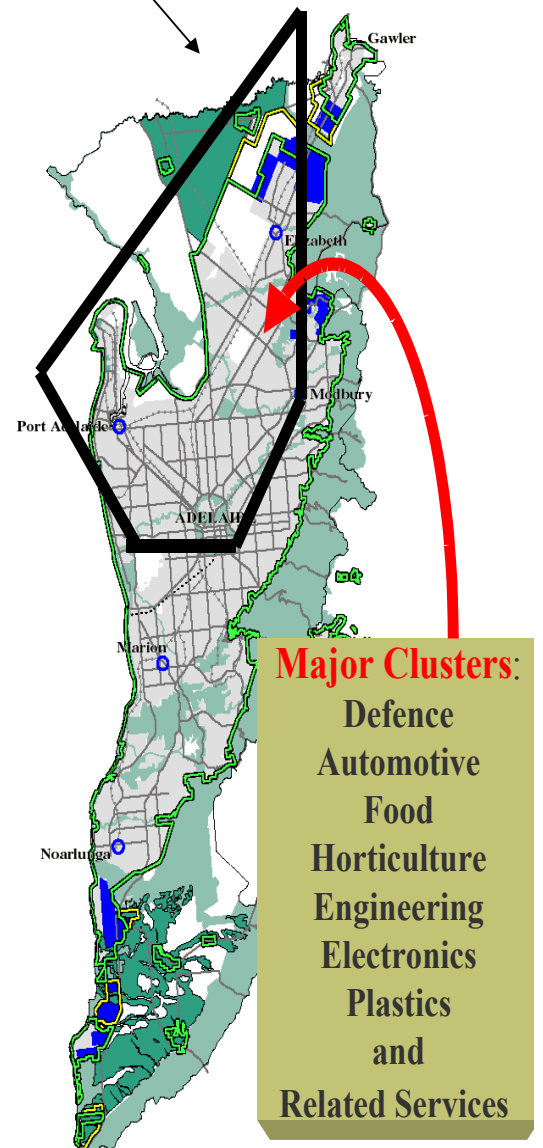 Gawler
Elizabeth
Modbury
Port Adelaide
ADELAIDE
Marion
Noarlunga
Major Clusters:
Defence
Automotive
Food
Horticulture
Engineering
Electronics
Plastics
and
Related Services